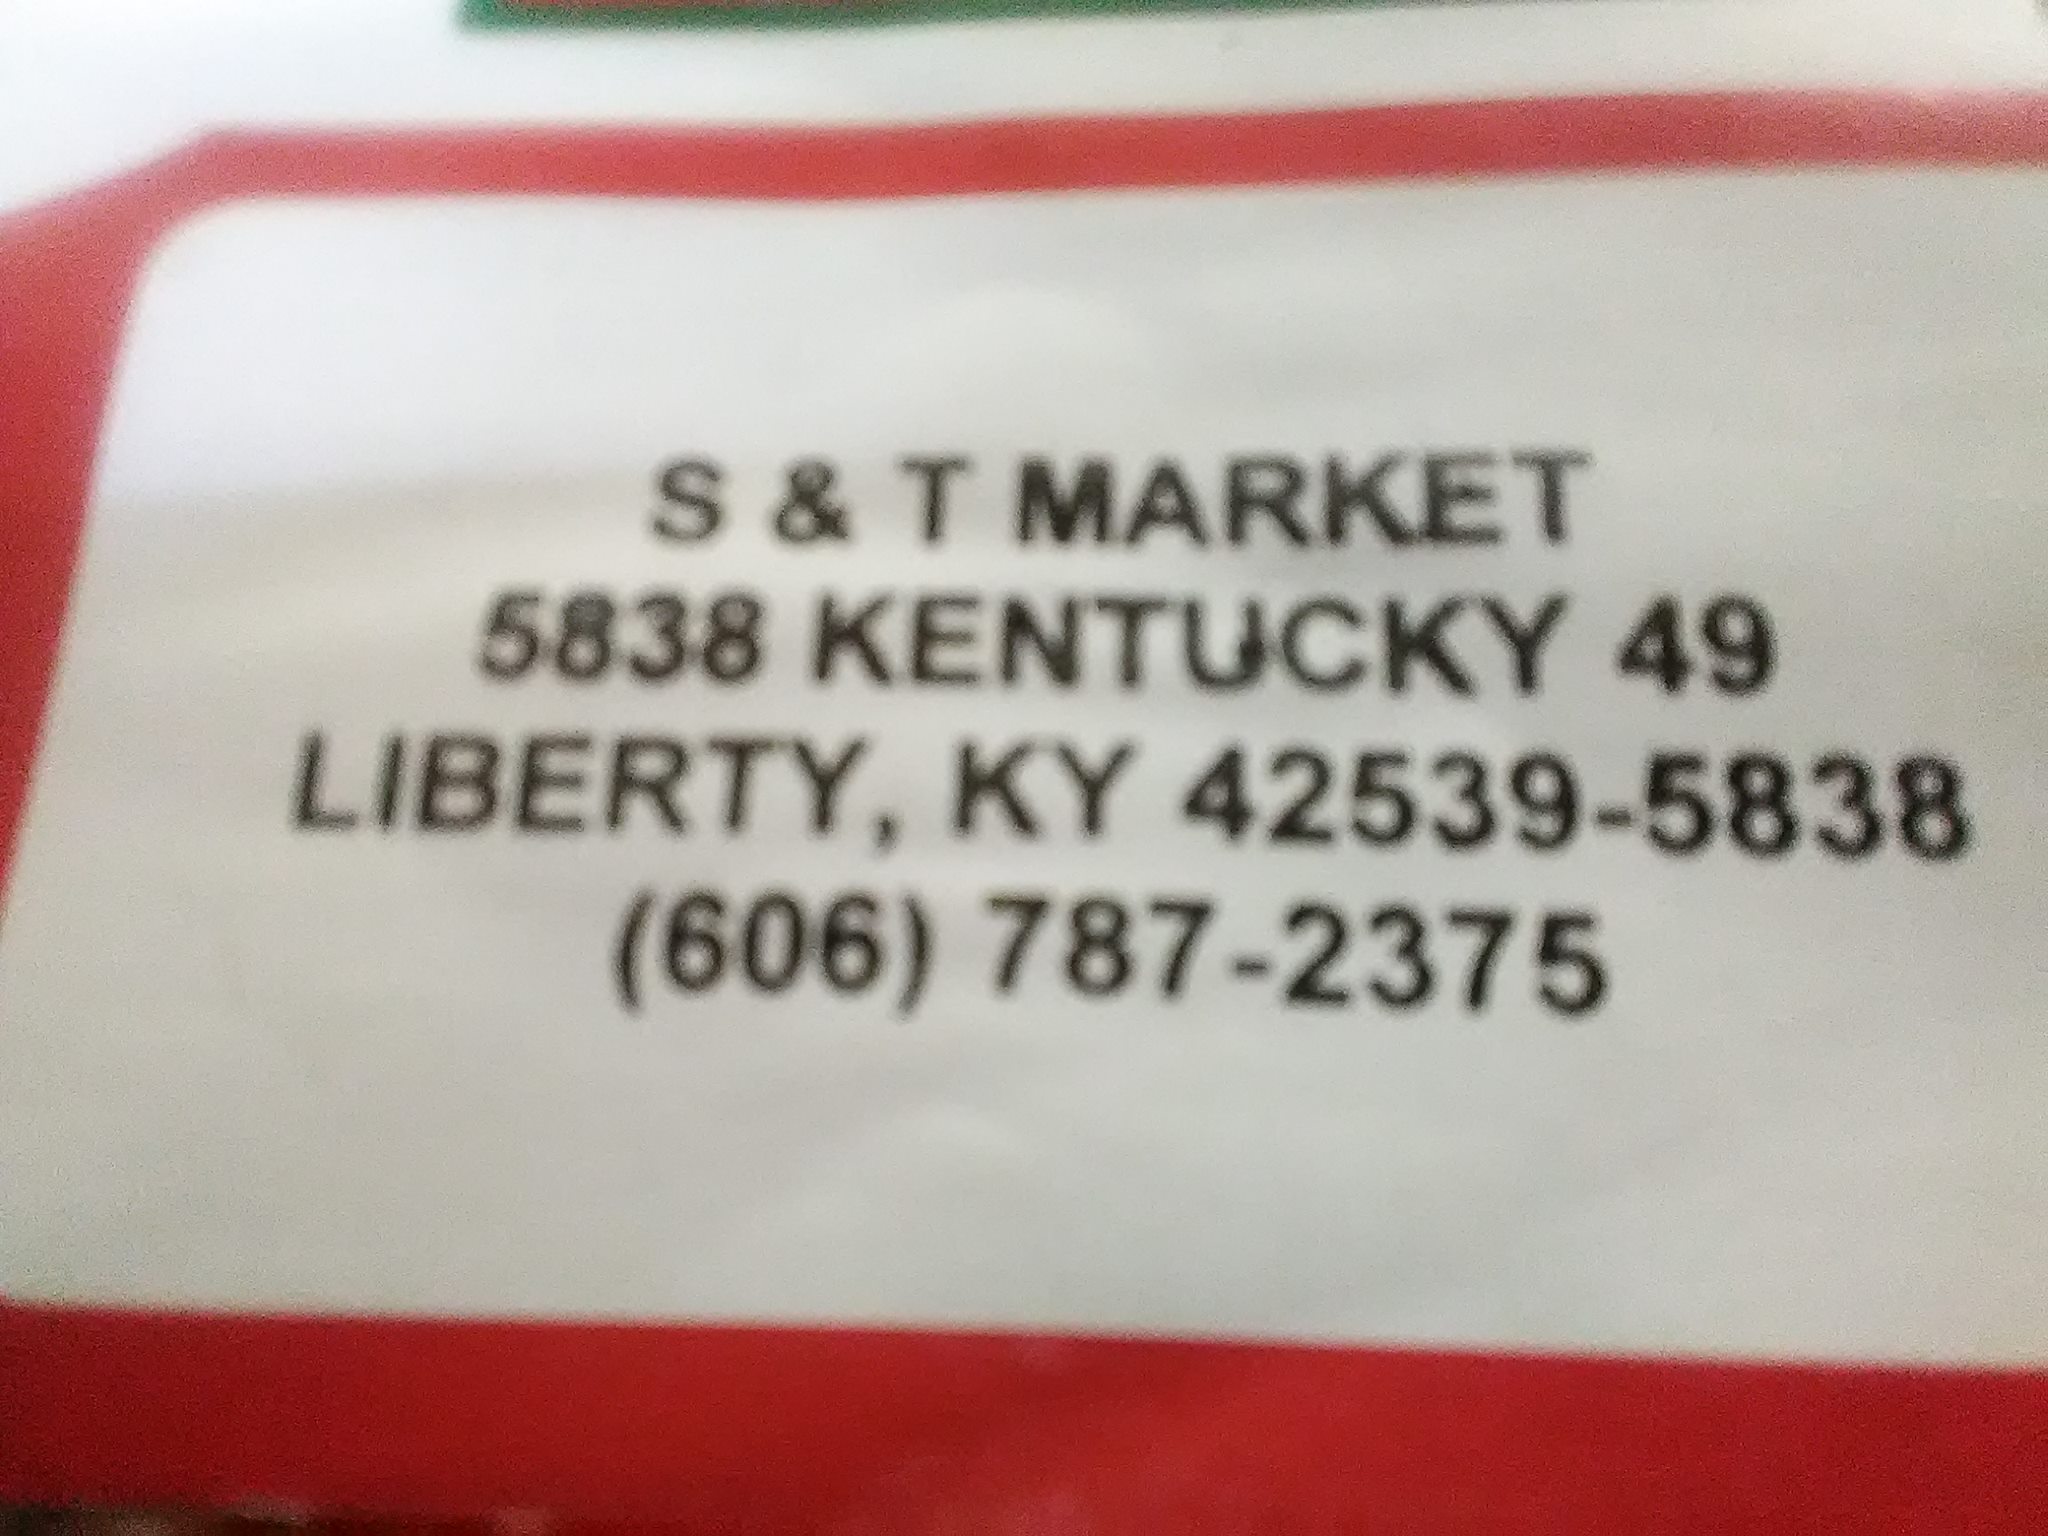 S & T MARKET
5838 KENTUCKY 49
LIBERTY, KY 42539-5838
(606) 787-2375